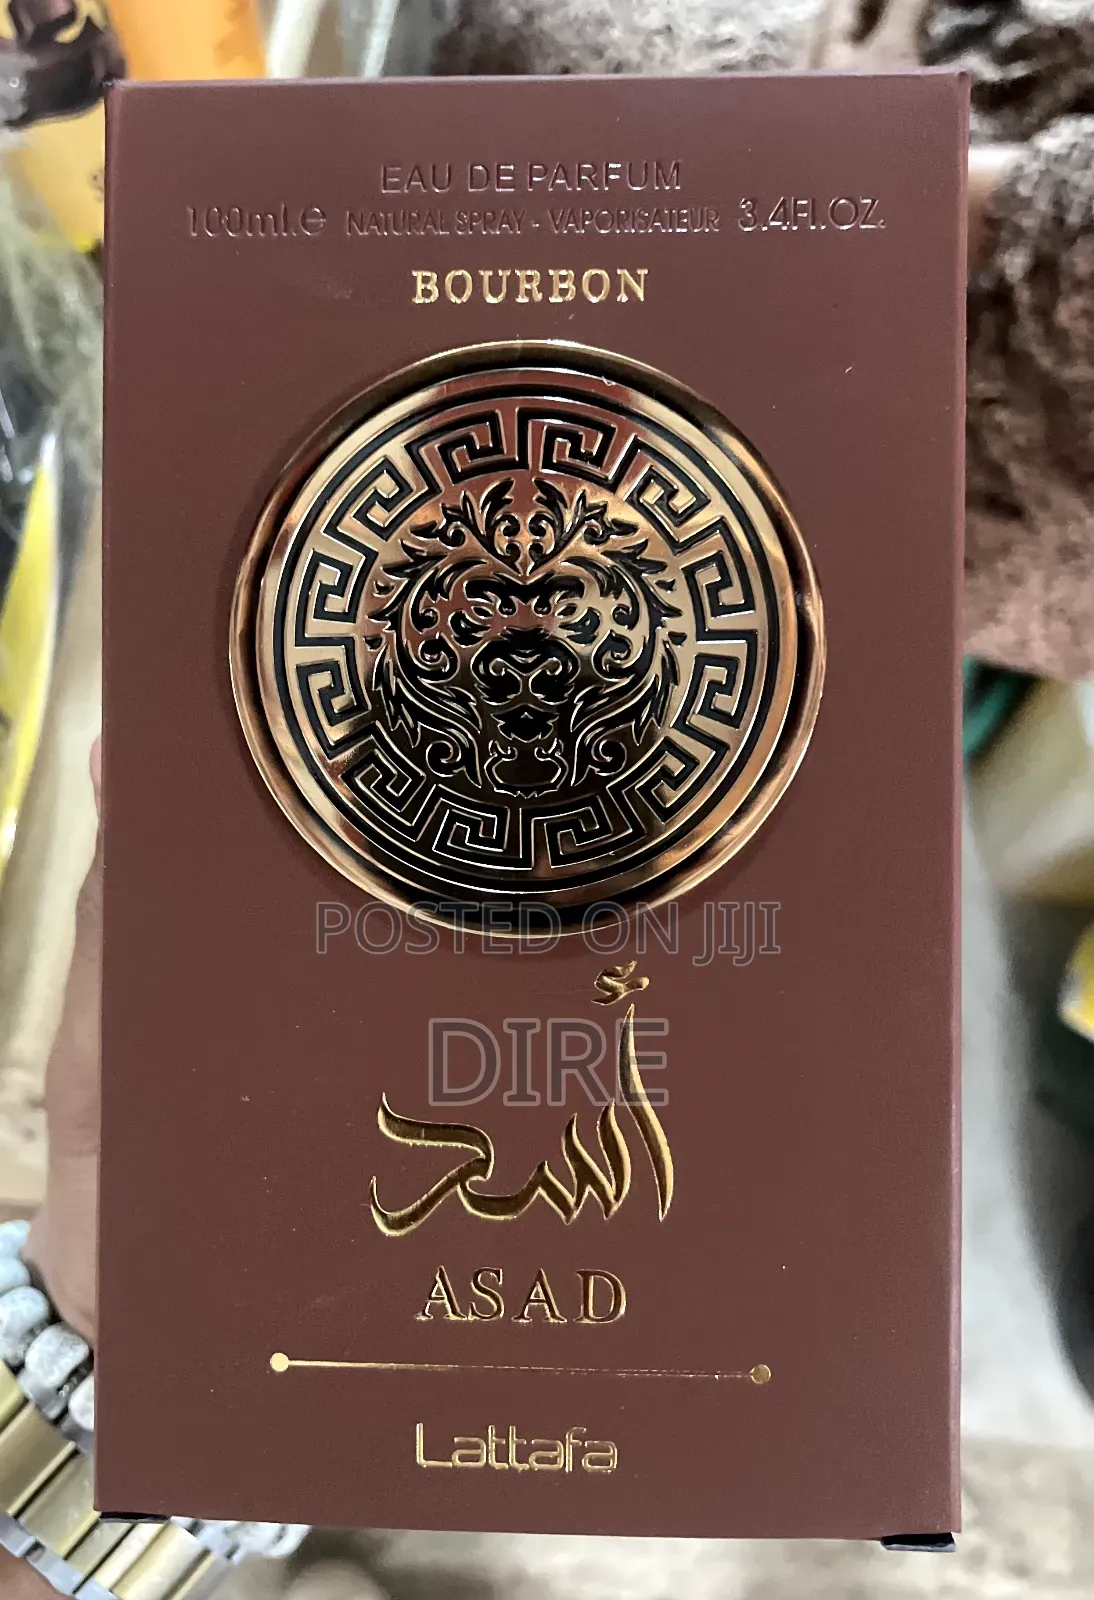 EAU DE PARFUM
100ml.e NATURAL SPRAY - VAPORISATEUR 3.4Fl.OZ.
BOURBON
POSTED ON JIJI
DIRE
أسد
ASAD
Lattafa